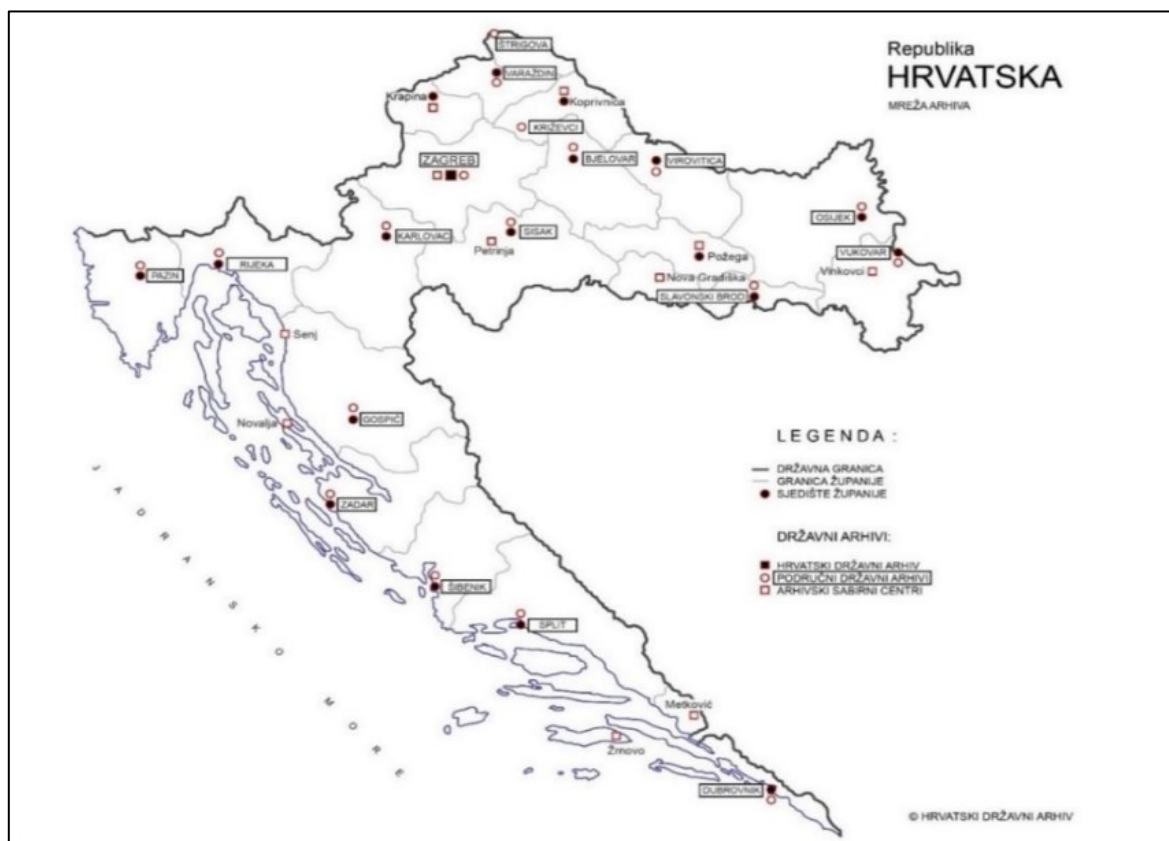 Republika
HRVATSKA
MREŽA ARHIVA
ŠTRIGOVA
VARAŽDIN
Krapina
Koprivnica
KRIŽEVCI
ZAGREB
BJELOVAR
VIROVITICA
OSIJEK
KARLOVAC
SISAK
Petrinja
VUKOVAR
Požega
Vinkovci
PAZIN
RIJEKA
Nova Gradiška
SLAVONSKI BROD
Senj
GOSPIĆ
Novalja
ZADAR
ŠIBENIK
SPLIT
Metković
Žrnovo
DUBROVNIK
JADRANSKO MORE
LEGENDA :
DRŽAVNA GRANICA
GRANICA ŽUPANIJE
SJEDIŠTE ŽUPANIJE
DRŽAVNI ARHIVI:
HRVATSKI DRŽAVNI ARHIV
PODRUČNI DRŽAVNI ARHIVI
ARHIVSKI SABIRNI CENTRI
© HRVATSKI DRŽAVNI ARHIV